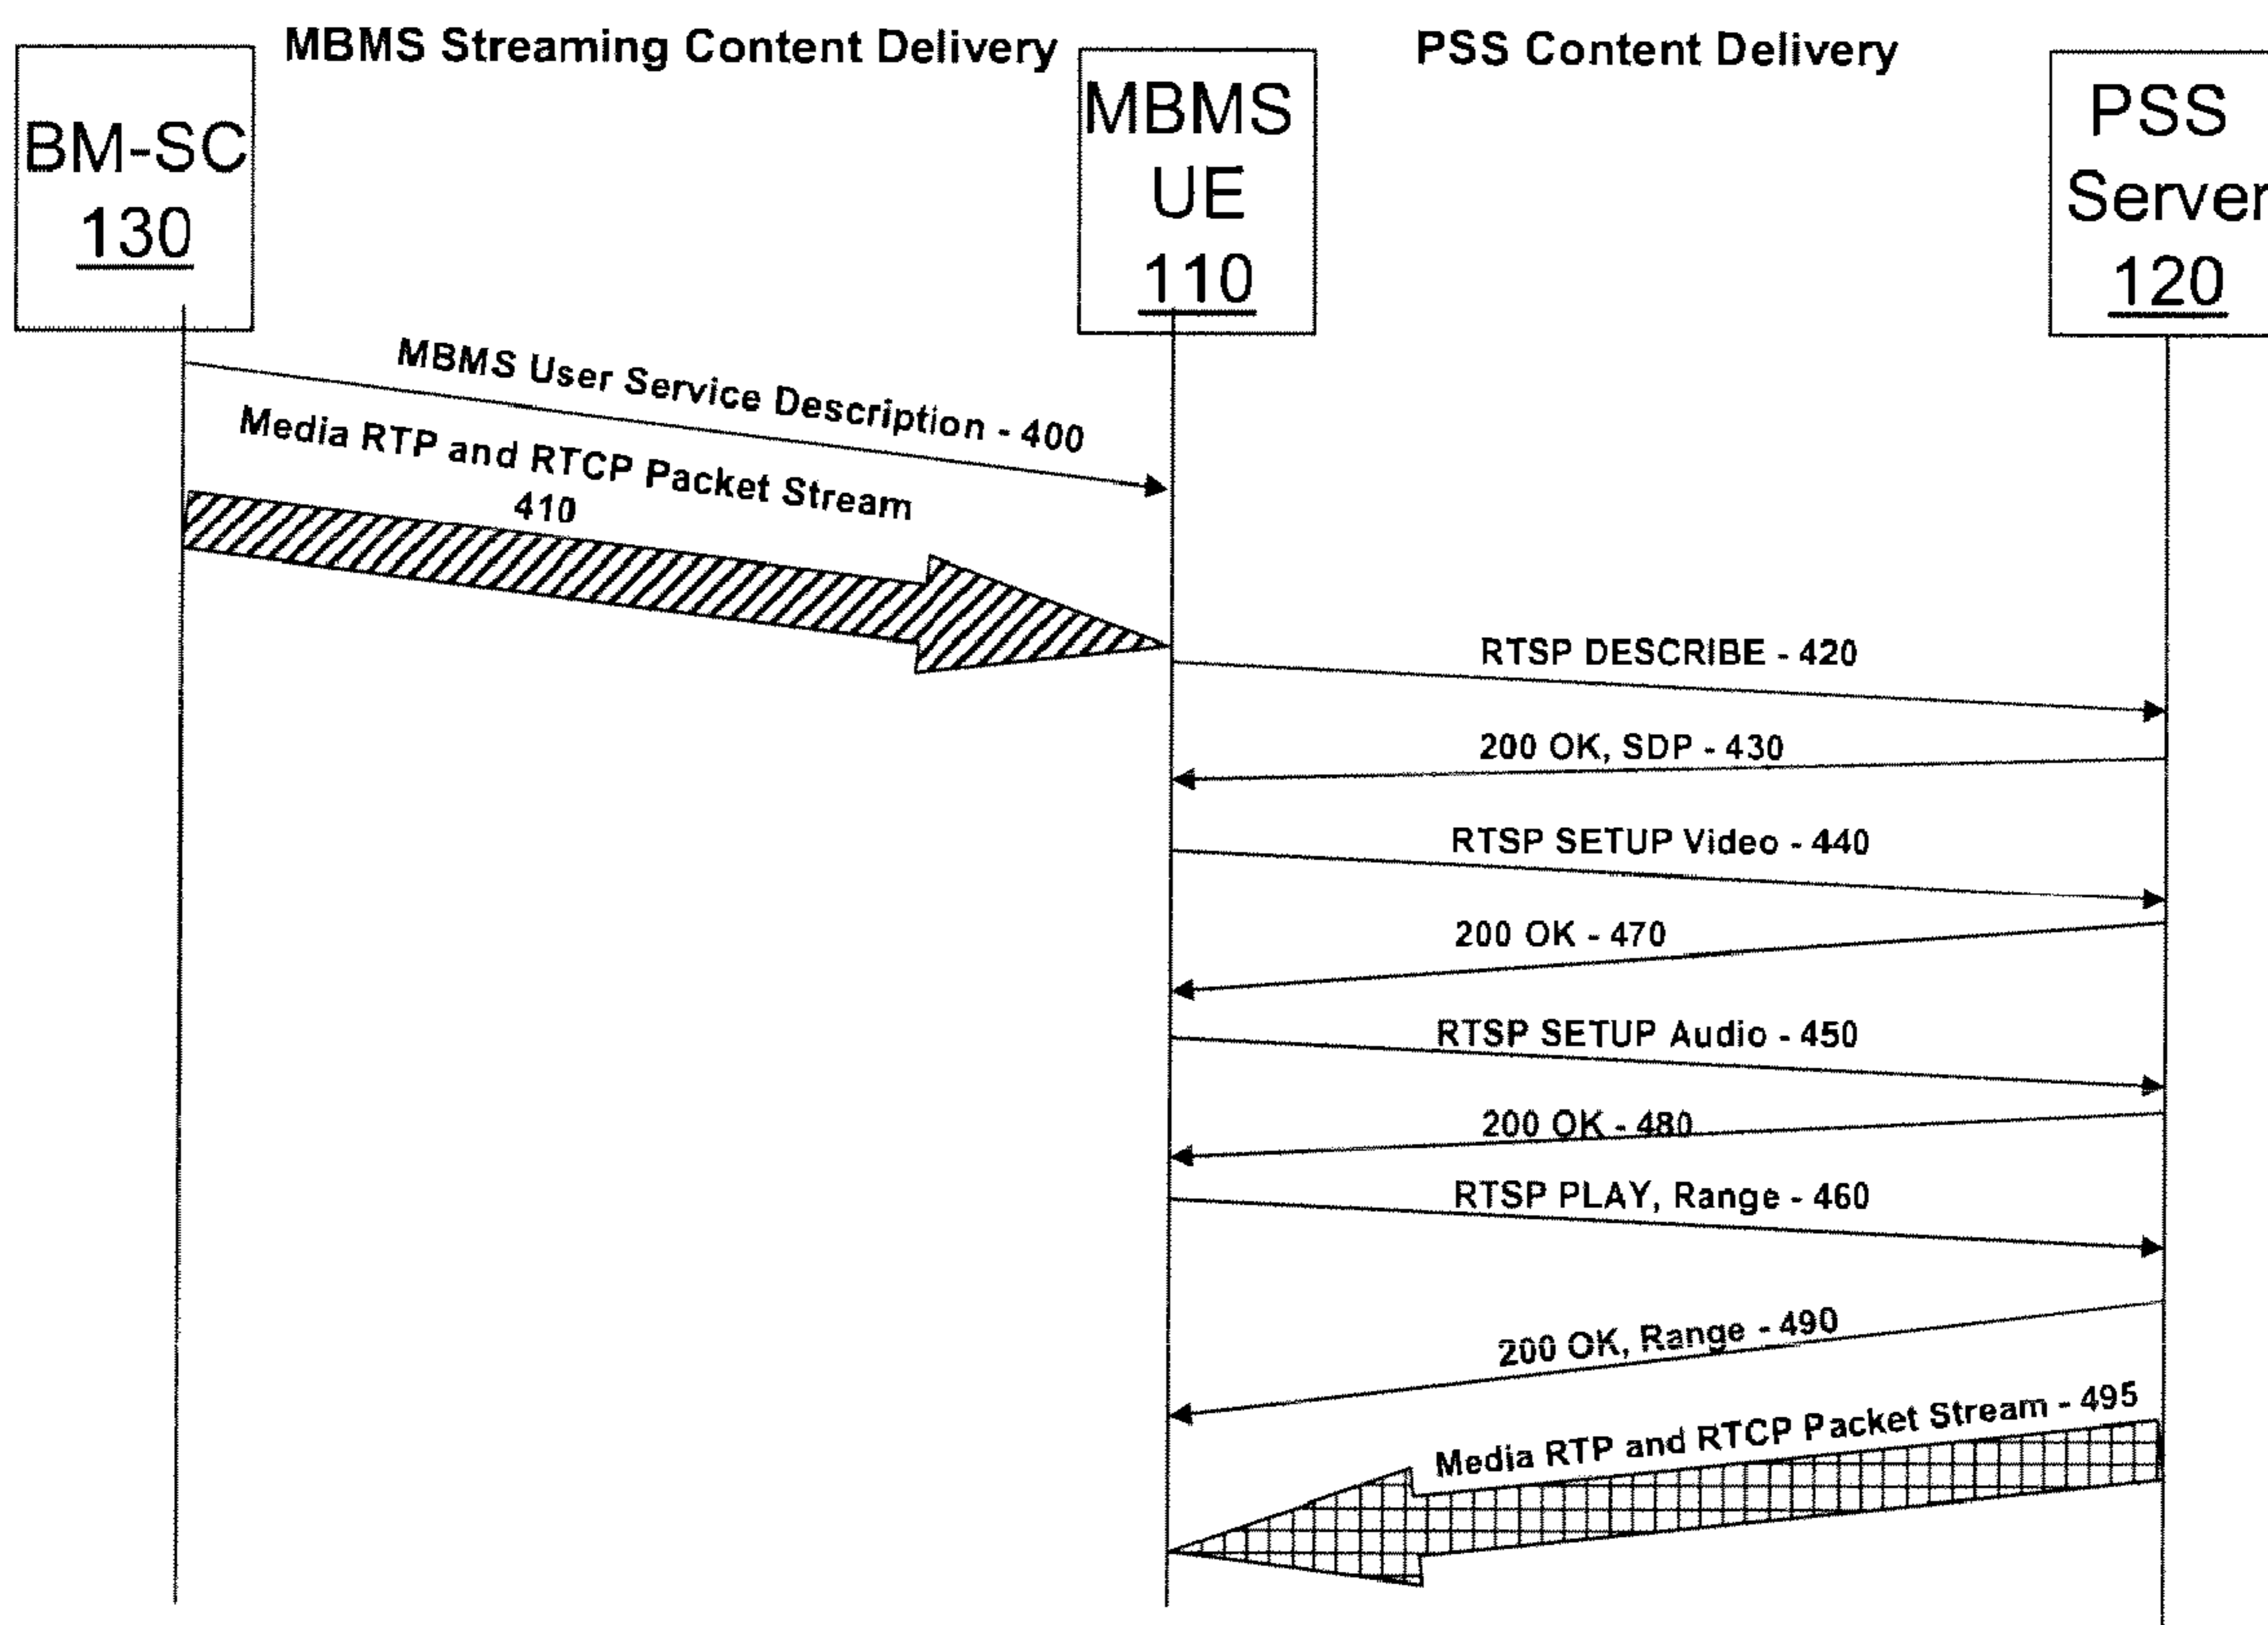 MBMS Streaming Content Delivery
PSS Content Delivery
BM-SC
130
MBMS
UE
110
PSS
Server
120
MBMS User Service Description - 400
Media RTP and RTCP Packet Stream
410
RTSP DESCRIBE - 420
200 OK, SDP - 430
RTSP SETUP Video - 440
200 OK - 470
RTSP SETUP Audio - 450
200 OK - 480
RTSP PLAY, Range - 460
200 OK, Range - 490
Media RTP and RTCP Packet Stream - 495